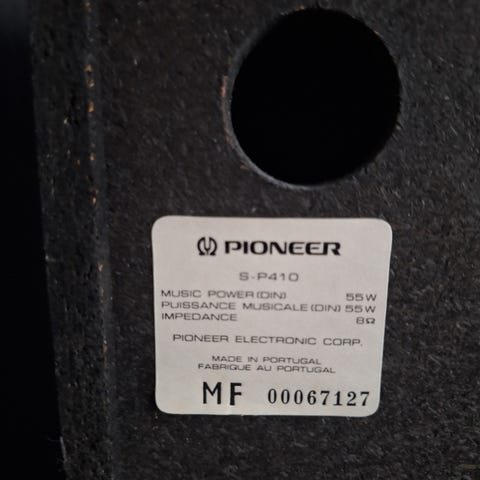 PIONEER
S-P410
MUSIC POWER (DIN) 55W
PUISSANCE MUSICALE (DIN) 55W
IMPEDANCE 8Ω
PIONEER ELECTRONIC CORP.
MADE IN PORTUGAL
FABRIQUE AU PORTUGAL
MF 00067127